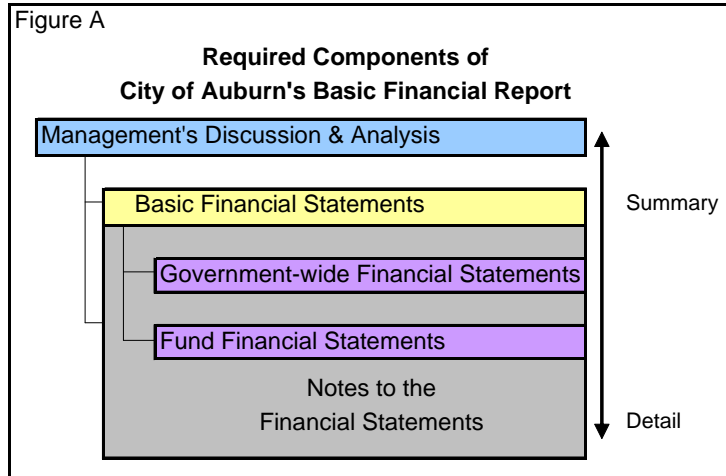 Figure A
Required Components of
City of Auburn's Basic Financial Report
Management's Discussion & Analysis
Basic Financial Statements
Summary
Government-wide Financial Statements
Fund Financial Statements
Notes to the
Financial Statements
Detail